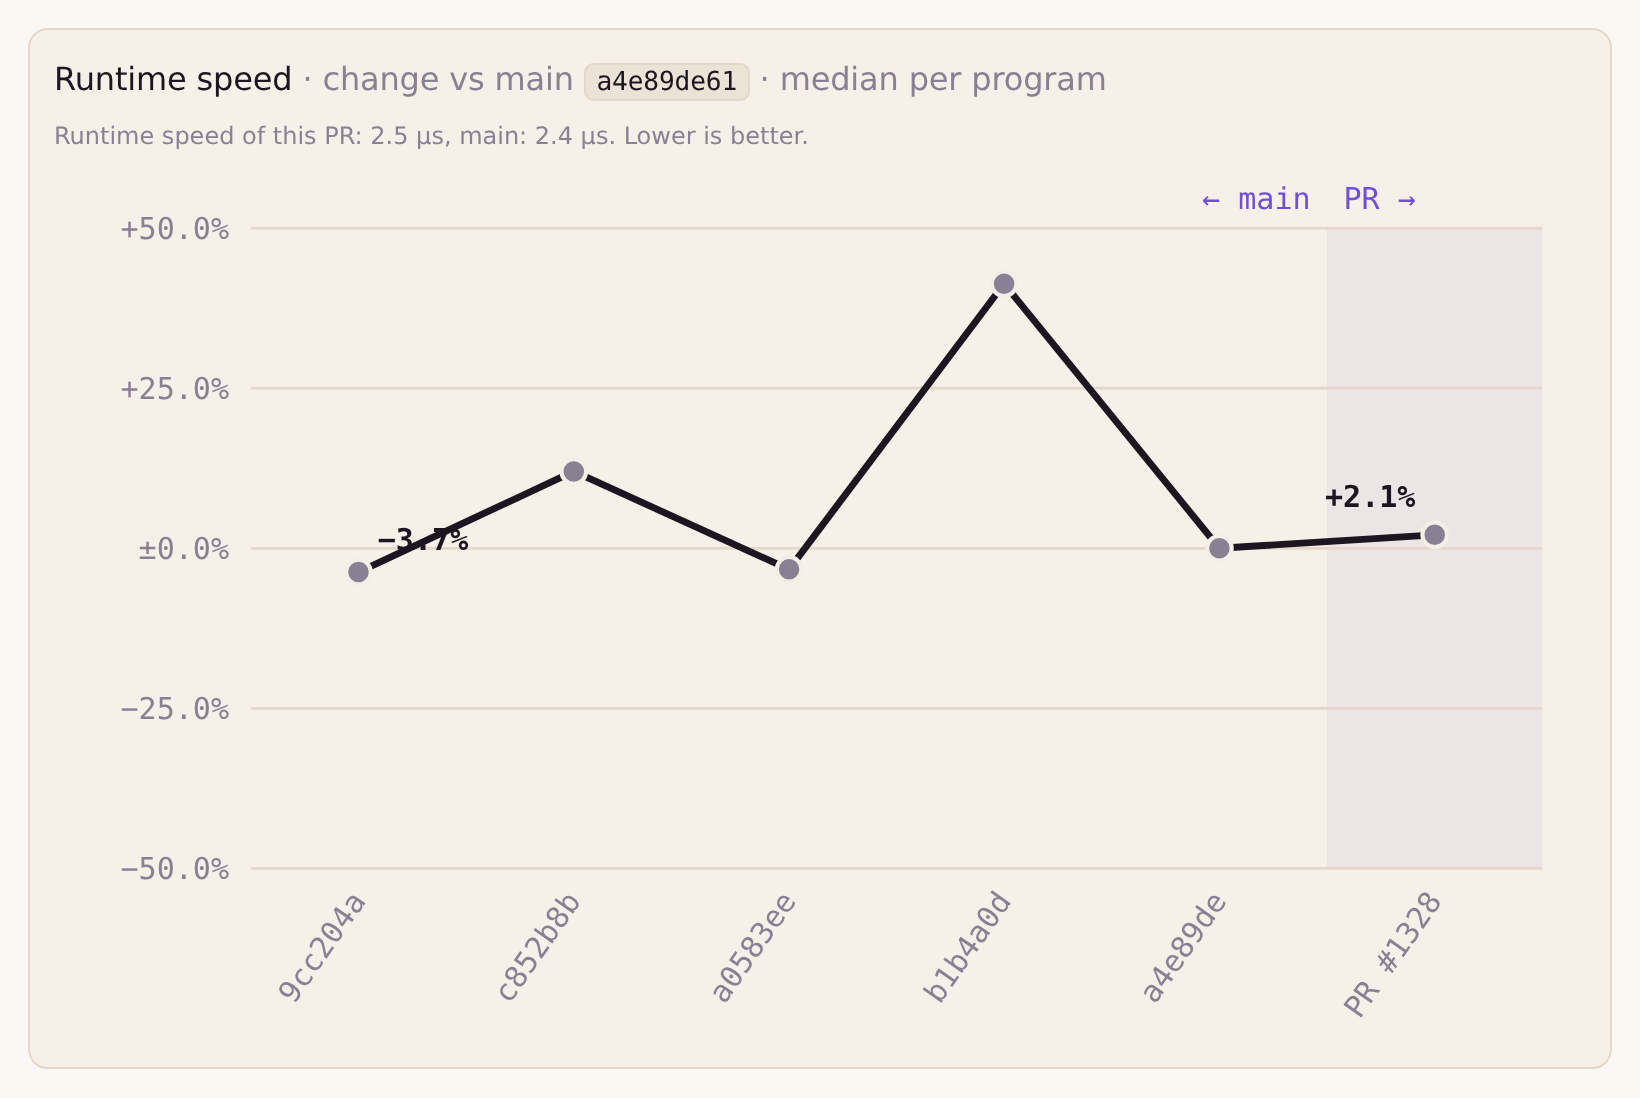 Runtime speed · change vs main a4e89de61 · median per program
Runtime speed of this PR: 2.5 µs, main: 2.4 µs. Lower is better.
← main PR →
+50.0%
+25.0%
±0.0%
−25.0%
−50.0%
−3.7%
+2.1%
9cc204a
c852b8b
a0583ee
b1b4a0d
a4e89de
PR #1328